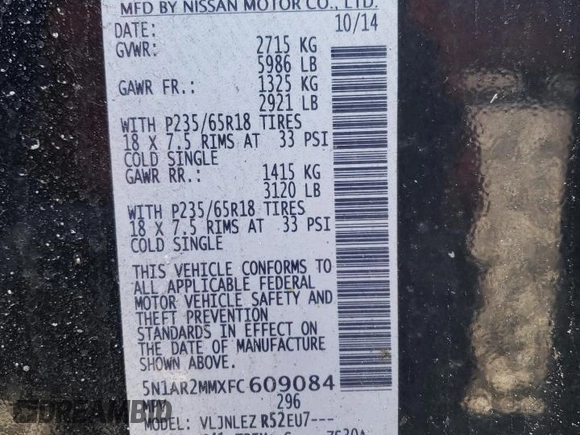 MFD BY NISSAN MOTOR CO., LTD.
DATE: 10/14
GVWR: 2715 KG
5986 LB
GAWR FR.: 1325 KG
2921 LB
WITH P235/65R18 TIRES
18 X 7.5 RIMS AT 33 PSI
COLD SINGLE
GAWR RR.: 1415 KG
3120 LB
WITH P235/65R18 TIRES
18 X 7.5 RIMS AT 33 PSI
COLD SINGLE
THIS VEHICLE CONFORMS TO
ALL APPLICABLE FEDERAL
MOTOR VEHICLE SAFETY AND
THEFT PREVENTION
STANDARDS IN EFFECT ON
THE DATE OF MANUFACTURE
SHOWN ABOVE.
5N1AR2MMXFC609084
MPV 296
MODEL: VLJNLEZ R52EU7---
DREAMBID